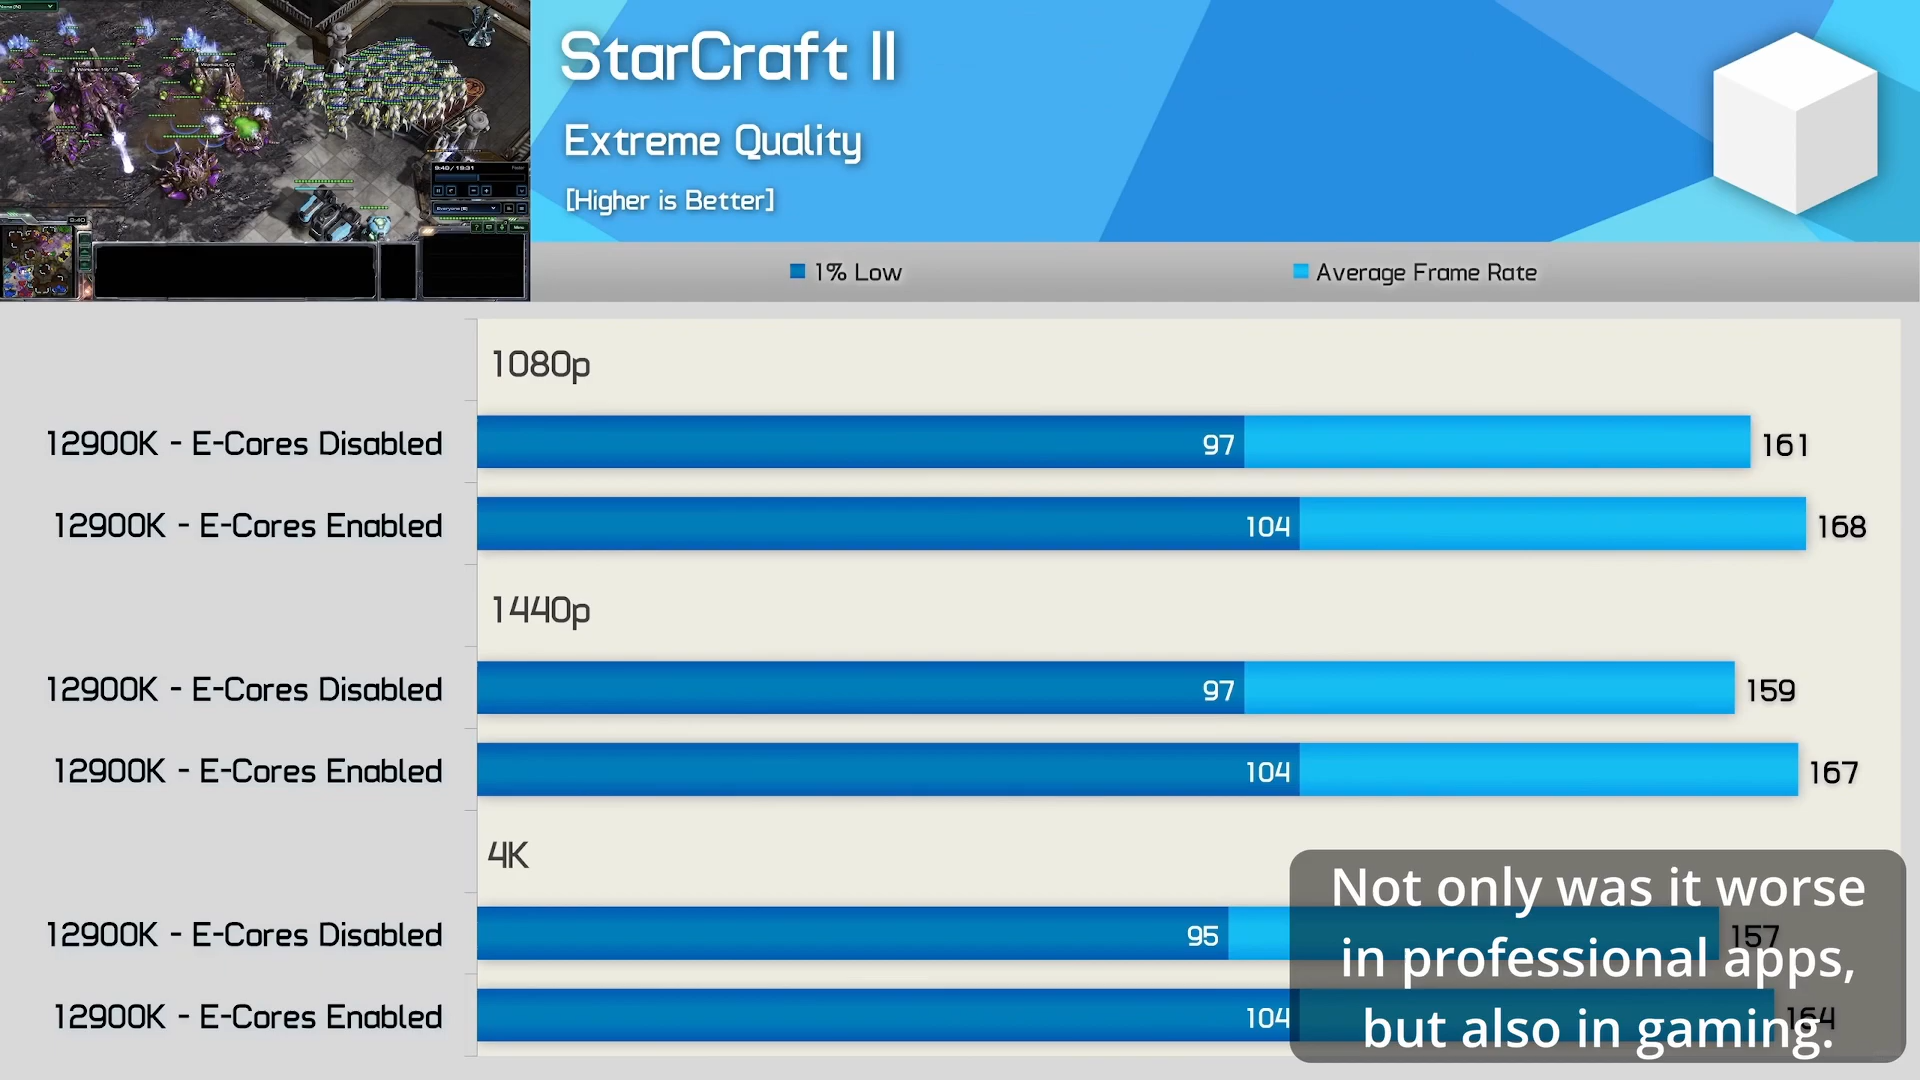 StarCraft II
Extreme Quality
[Higher is Better]
1% Low
Average Frame Rate
1080p
12900K - E-Cores Disabled 97 161
12900K - E-Cores Enabled 104 168
1440p
12900K - E-Cores Disabled 97 159
12900K - E-Cores Enabled 104 167
4K
12900K - E-Cores Disabled 95 157
12900K - E-Cores Enabled 104 164
Not only was it worse
in professional apps,
but also in gaming.